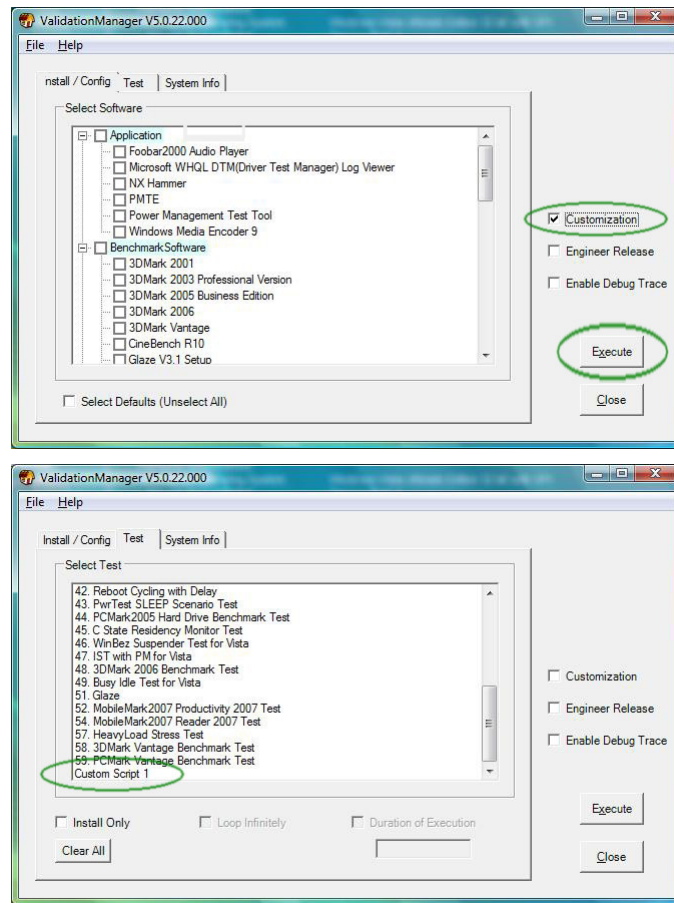 ValidationManager V5.0.22.000
File Help
nstall / Config Test System Info
Select Software
Application
Foobar2000 Audio Player
Microsoft WHQL DTM(Driver Test Manager) Log Viewer
NX Hammer
PMTE
Power Management Test Tool
Windows Media Encoder 9
Benchmark Software
3DMark 2001
3DMark 2003 Professional Version
3DMark 2005 Business Edition
3DMark 2006
3DMark Vantage
CineBench R10
Glaze V3.1 Setup
Customization
Engineer Release
Enable Debug Trace
Execute
Close
Select Defaults (Unselect All)
ValidationManager V5.0.22.000
File Help
Install / Config Test System Info
Select Test
42. Reboot Cycling with Delay
43. PwrTest SLEEP Scenario Test
44. PCMark2005 Hard Drive Benchmark Test
45. C State Residency Monitor Test
46. WinBez Suspender Test for Vista
47. IST with PM for Vista
48. 3DMark 2006 Benchmark Test
49. Busy Idle Test for Vista
51. Glaze
52. MobileMark2007 Productivity 2007 Test
54. MobileMark2007 Reader 2007 Test
57. HeavyLoad Stress Test
58. 3DMark Vantage Benchmark Test
59. PCMark Vantage Benchmark Test
Custom Script 1
Customization
Engineer Release
Enable Debug Trace
Install Only Loop Infinitely Duration of Execution
Clear All
Execute
Close